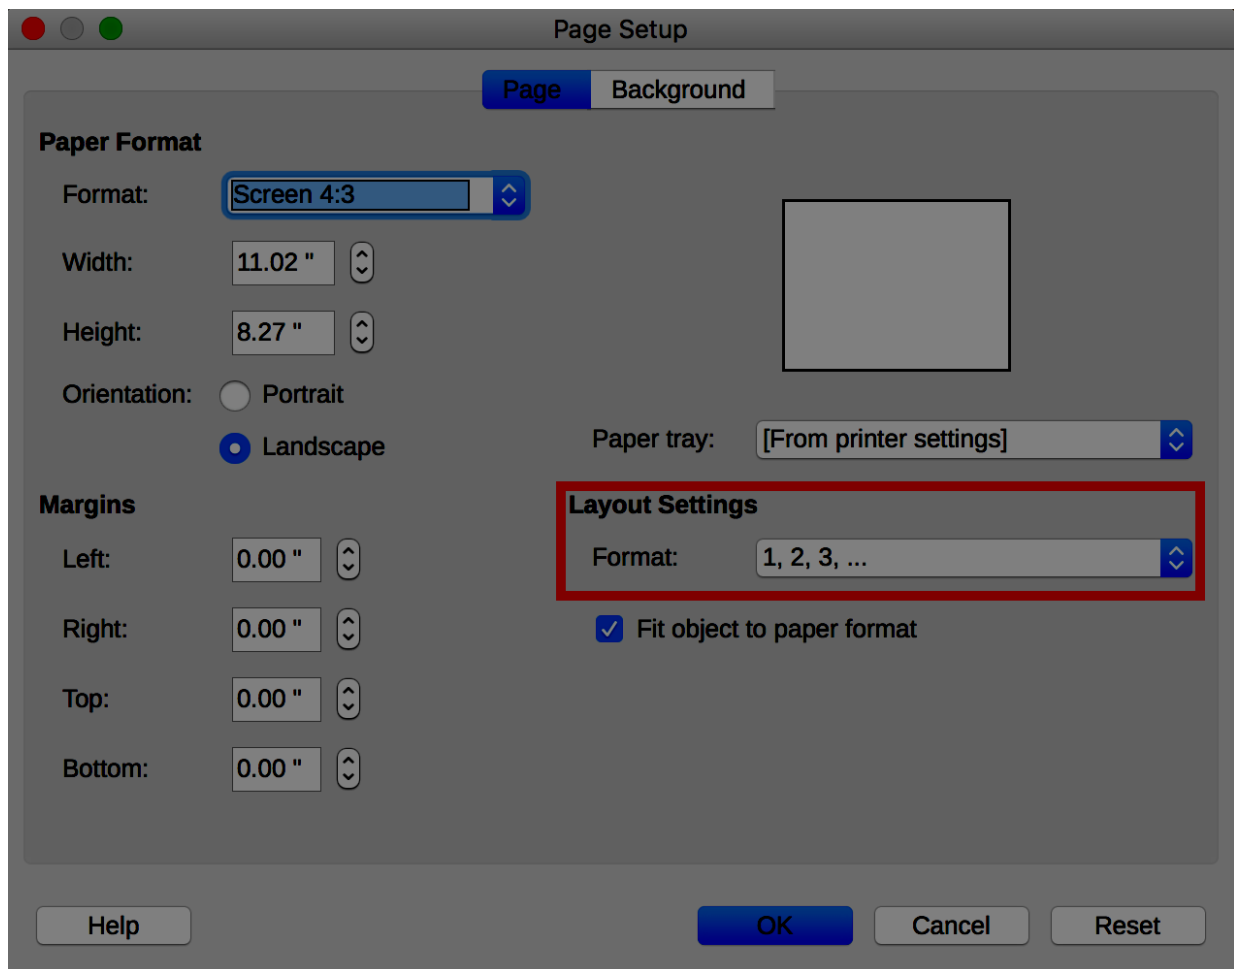 Page Setup
Page Background
Paper Format
Format: Screen 4:3
Width: 11.02 "
Height: 8.27 "
Orientation: Portrait
Landscape
Paper tray: [From printer settings]
Margins
Left: 0.00 "
Right: 0.00 "
Top: 0.00 "
Bottom: 0.00 "
Layout Settings
Format: 1, 2, 3, ...
Fit object to paper format
Help OK Cancel Reset